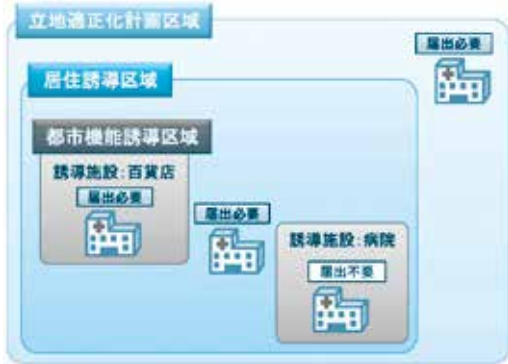 立地適正化計画区域
届出必要
居住誘導区域
都市機能誘導区域
誘導施設:百貨店
届出必要
届出必要
誘導施設:病院
届出不要